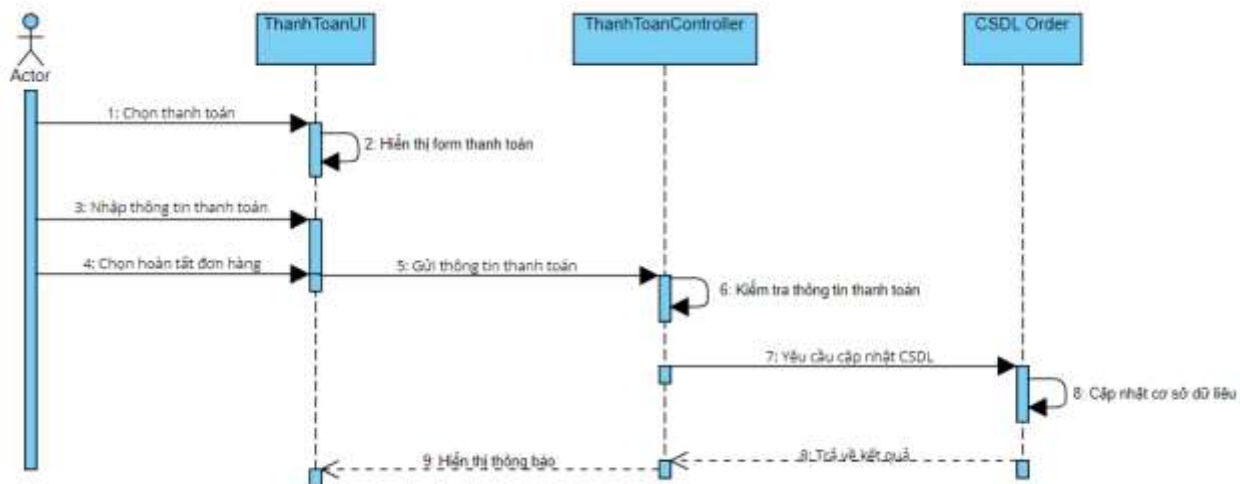 ThanhToanUI
ThanhToanController
CSDL Order
Actor
1: Chọn thanh toán
2: Hiển thị form thanh toán
3: Nhập thông tin thanh toán
4: Chọn hoàn tất đơn hàng
5: Gửi thông tin thanh toán
6: Kiểm tra thông tin thanh toán
7: Yêu cầu cập nhật CSDL
8: Cập nhật cơ sở dữ liêu
8: Trả về kết quả
9: Hiển thị thông báo